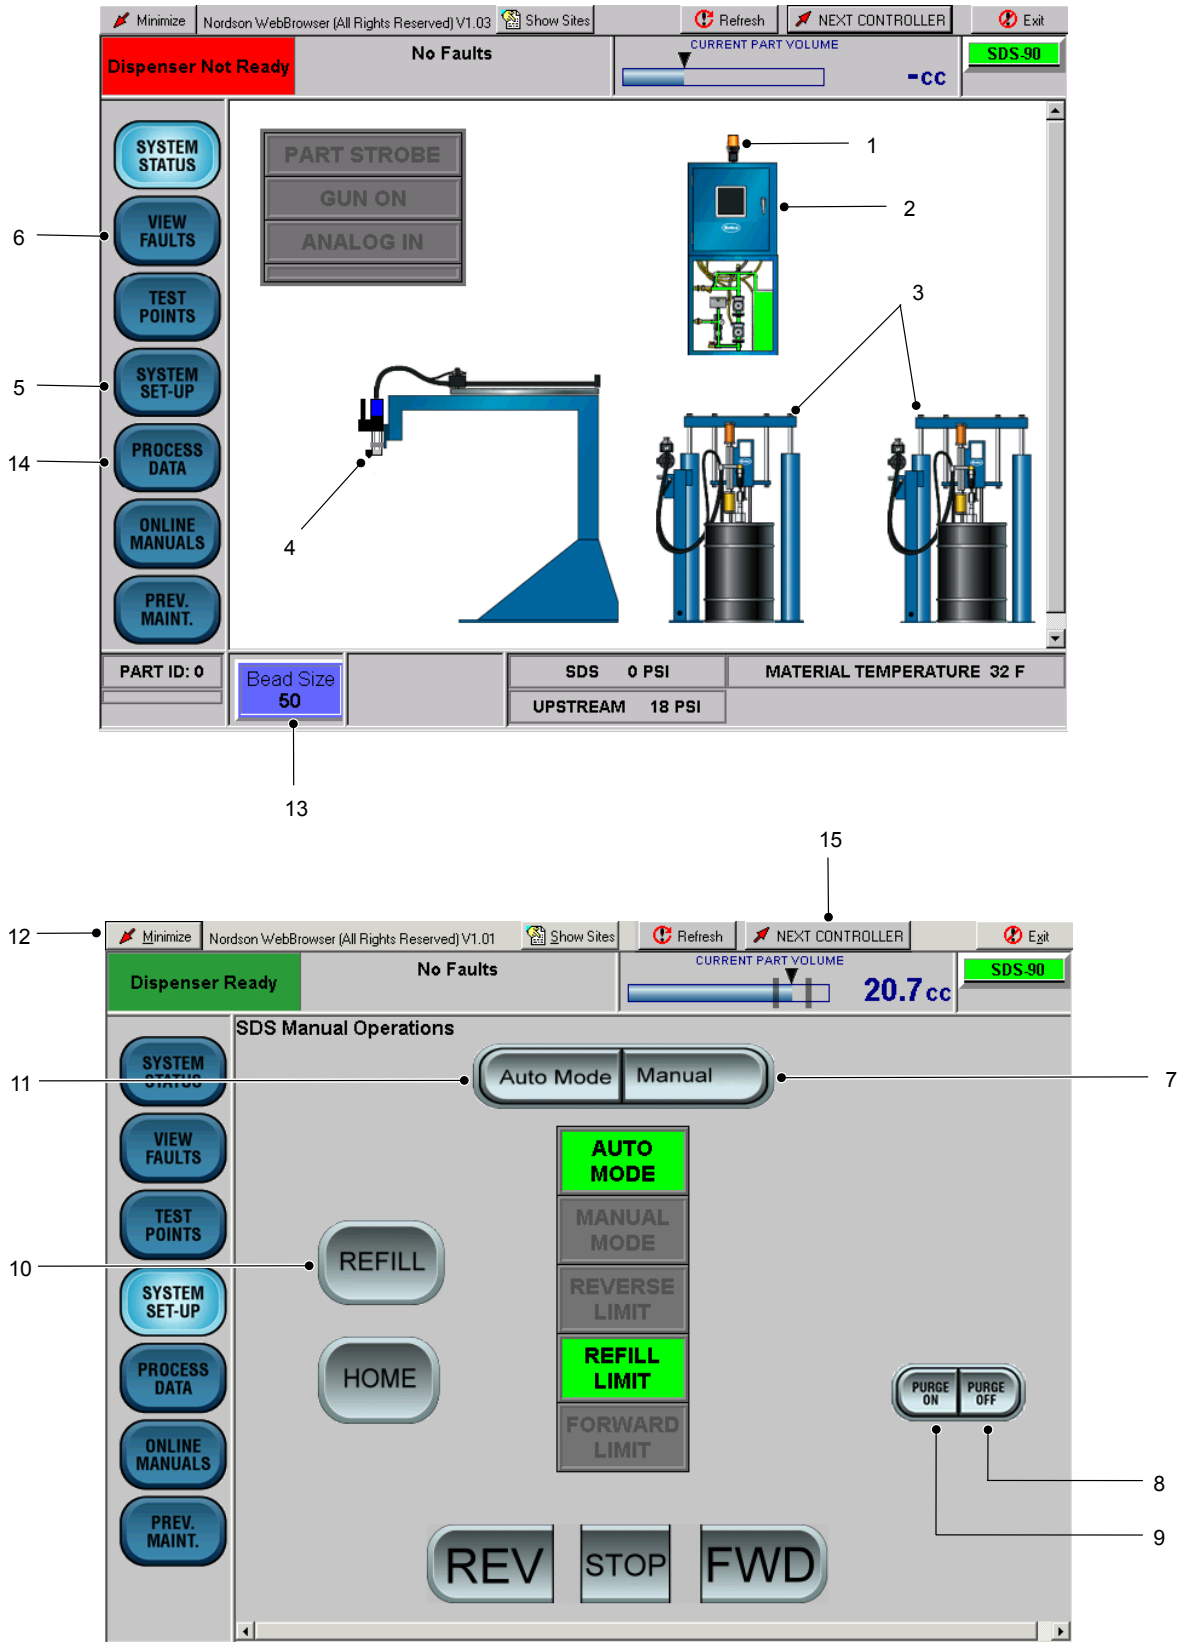 Minimize Nordson WebBrowser (All Rights Reserved) V1.03 Show Sites Refresh NEXT CONTROLLER Exit
Dispenser Not Ready
No Faults
CURRENT PART VOLUME
-cc
SDS-90
SYSTEM
STATUS
VIEW
FAULTS
TEST
POINTS
SYSTEM
SET-UP
PROCESS
DATA
ONLINE
MANUALS
PREV.
MAINT.
PART STROBE
GUN ON
ANALOG IN
1
2
3
4
5
6
14
PART ID: 0
Bead Size
50
SDS 0 PSI
UPSTREAM 18 PSI
MATERIAL TEMPERATURE 32 F
13
15
12
Minimize Nordson WebBrowser (All Rights Reserved) V1.01 Show Sites Refresh NEXT CONTROLLER Exit
Dispenser Ready
No Faults
CURRENT PART VOLUME
20.7 cc
SDS-90
SYSTEM
STATUS
VIEW
FAULTS
TEST
POINTS
SYSTEM
SET-UP
PROCESS
DATA
ONLINE
MANUALS
PREV.
MAINT.
SDS Manual Operations
Auto Mode Manual
11
7
AUTO
MODE
MANUAL
MODE
REVERSE
LIMIT
REFILL
LIMIT
FORWARD
LIMIT
REFILL
10
HOME
PURGE
ON
PURGE
OFF
8
9
REV STOP FWD